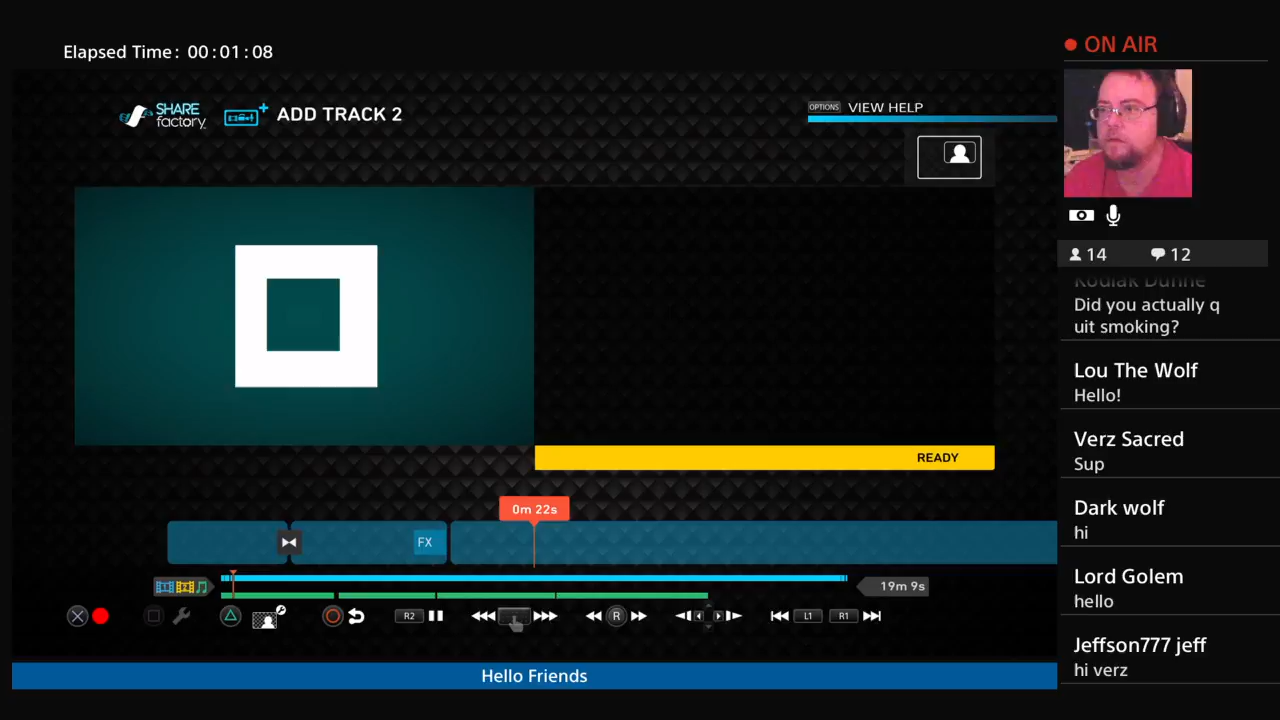 Elapsed Time: 00:01:08
ON AIR
SHARE
factory
ADD TRACK 2
OPTIONS VIEW HELP
14 12
Kodiak Dunne
Did you actually q
uit smoking?
Lou The Wolf
Hello!
READY
Verz Sacred
Sup
0m 22s
Dark wolf
hi
FX
Lord Golem
hello
19m 9s
R2 R L1 R1
Jeffson777 jeff
hi verz
Hello Friends